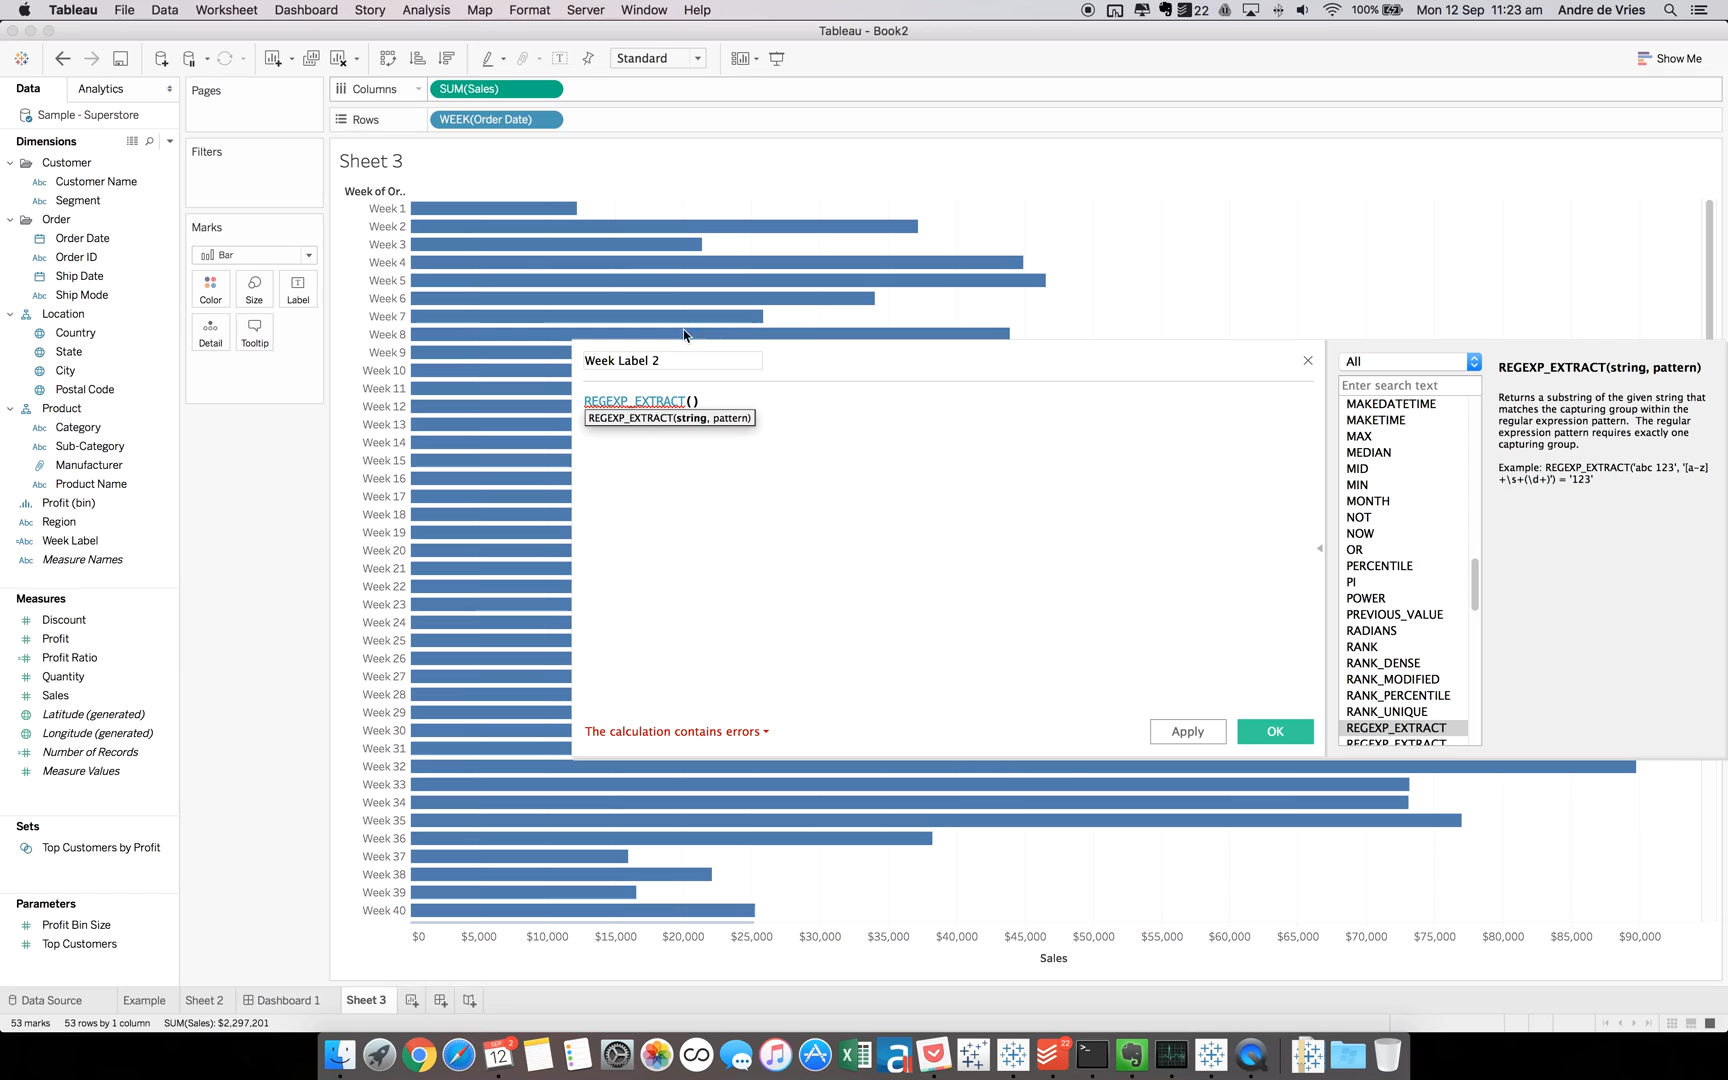 Tableau File Data Worksheet Dashboard Story Analysis Map Format Server Window Help 22 100% Mon 12 Sep 11:23 am Andre de Vries
Tableau - Book2
Standard Show Me
Data Analytics
Sample - Superstore
Dimensions
Customer
Abc Customer Name
Abc Segment
Order
Order Date
Abc Order ID
Ship Date
Abc Ship Mode
Location
Country
State
City
Postal Code
Product
Abc Category
Abc Sub-Category
Manufacturer
Abc Product Name
Profit (bin)
Abc Region
=Abc Week Label
Abc Measure Names
Measures
# Discount
# Profit
=# Profit Ratio
# Quantity
# Sales
Latitude (generated)
Longitude (generated)
=# Number of Records
# Measure Values
Sets
Top Customers by Profit
Parameters
# Profit Bin Size
# Top Customers
Pages
Filters
Marks
Bar
Color Size Label
Detail Tooltip
Columns SUM(Sales)
Rows WEEK(Order Date)
Sheet 3
Week of Or..
Week 1
Week 2
Week 3
Week 4
Week 5
Week 6
Week 7
Week 8
Week 9
Week 10
Week 11
Week 12
Week 13
Week 14
Week 15
Week 16
Week 17
Week 18
Week 19
Week 20
Week 21
Week 22
Week 23
Week 24
Week 25
Week 26
Week 27
Week 28
Week 29
Week 30
Week 31
Week 32
Week 33
Week 34
Week 35
Week 36
Week 37
Week 38
Week 39
Week 40
$0 $5,000 $10,000 $15,000 $20,000 $25,000 $30,000 $35,000 $40,000 $45,000 $50,000 $55,000 $60,000 $65,000 $70,000 $75,000 $80,000 $85,000 $90,000
Sales
Week Label 2
REGEXP_EXTRACT()
REGEXP_EXTRACT(string, pattern)
The calculation contains errors
Apply OK
All
Enter search text
MAKEDATETIME
MAKETIME
MAX
MEDIAN
MID
MIN
MONTH
NOT
NOW
OR
PERCENTILE
PI
POWER
PREVIOUS_VALUE
RADIANS
RANK
RANK_DENSE
RANK_MODIFIED
RANK_PERCENTILE
RANK_UNIQUE
REGEXP_EXTRACT
REGEXP_EXTRACT
REGEXP_EXTRACT(string, pattern)
Returns a substring of the given string that
matches the capturing group within the
regular expression pattern. The regular
expression pattern requires exactly one
capturing group.
Example: REGEXP_EXTRACT('abc 123', '[a-z]
+\s+(\d+)') = '123'
Data Source Example Sheet 2 Dashboard 1 Sheet 3
53 marks 53 rows by 1 column SUM(Sales): $2,297,201
SEP 2
12
22